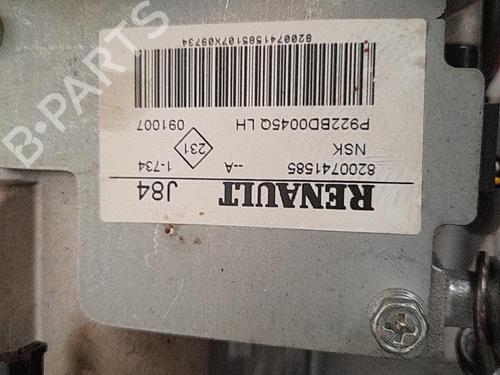 RENAULT J84
8200741585 --A 1-734
NSK 231
P922BD0045Q LH 091007
8200741585107X09734
B-PARTS